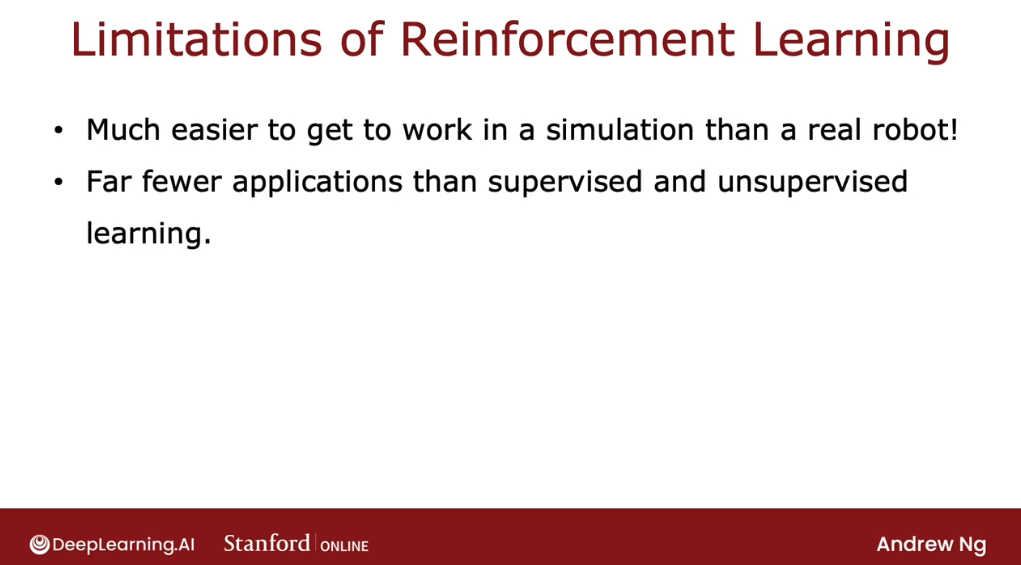 Limitations of Reinforcement Learning
• Much easier to get to work in a simulation than a real robot!
• Far fewer applications than supervised and unsupervised
learning.
DeepLearning.AI Stanford | ONLINE Andrew Ng